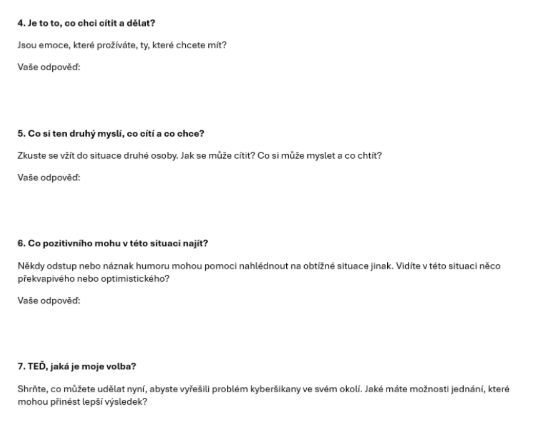 4. Je to to, co chci cítit a dělat?
Jsou emoce, které prožíváte, ty, které chcete mít?
Vaše odpověď:
5. Co si ten druhý myslí, co cítí a co chce?
Zkuste se vžít do situace druhé osoby. Jak se může cítit? Co si může myslet a co chtít?
Vaše odpověď:
6. Co pozitivního mohu v této situaci najít?
Někdy odstup nebo náznak humoru mohou pomoci nahlédnout na obtížné situace jinak. Vidíte v této situaci něco
překvapivého nebo optimistického?
Vaše odpověď:
7. TEĎ, jaká je moje volba?
Shrňte, co můžete udělat nyní, abyste vyřešili problém kyberšikany ve svém okolí. Jaké máte možnosti jednání, které
mohou přinést lepší výsledek?